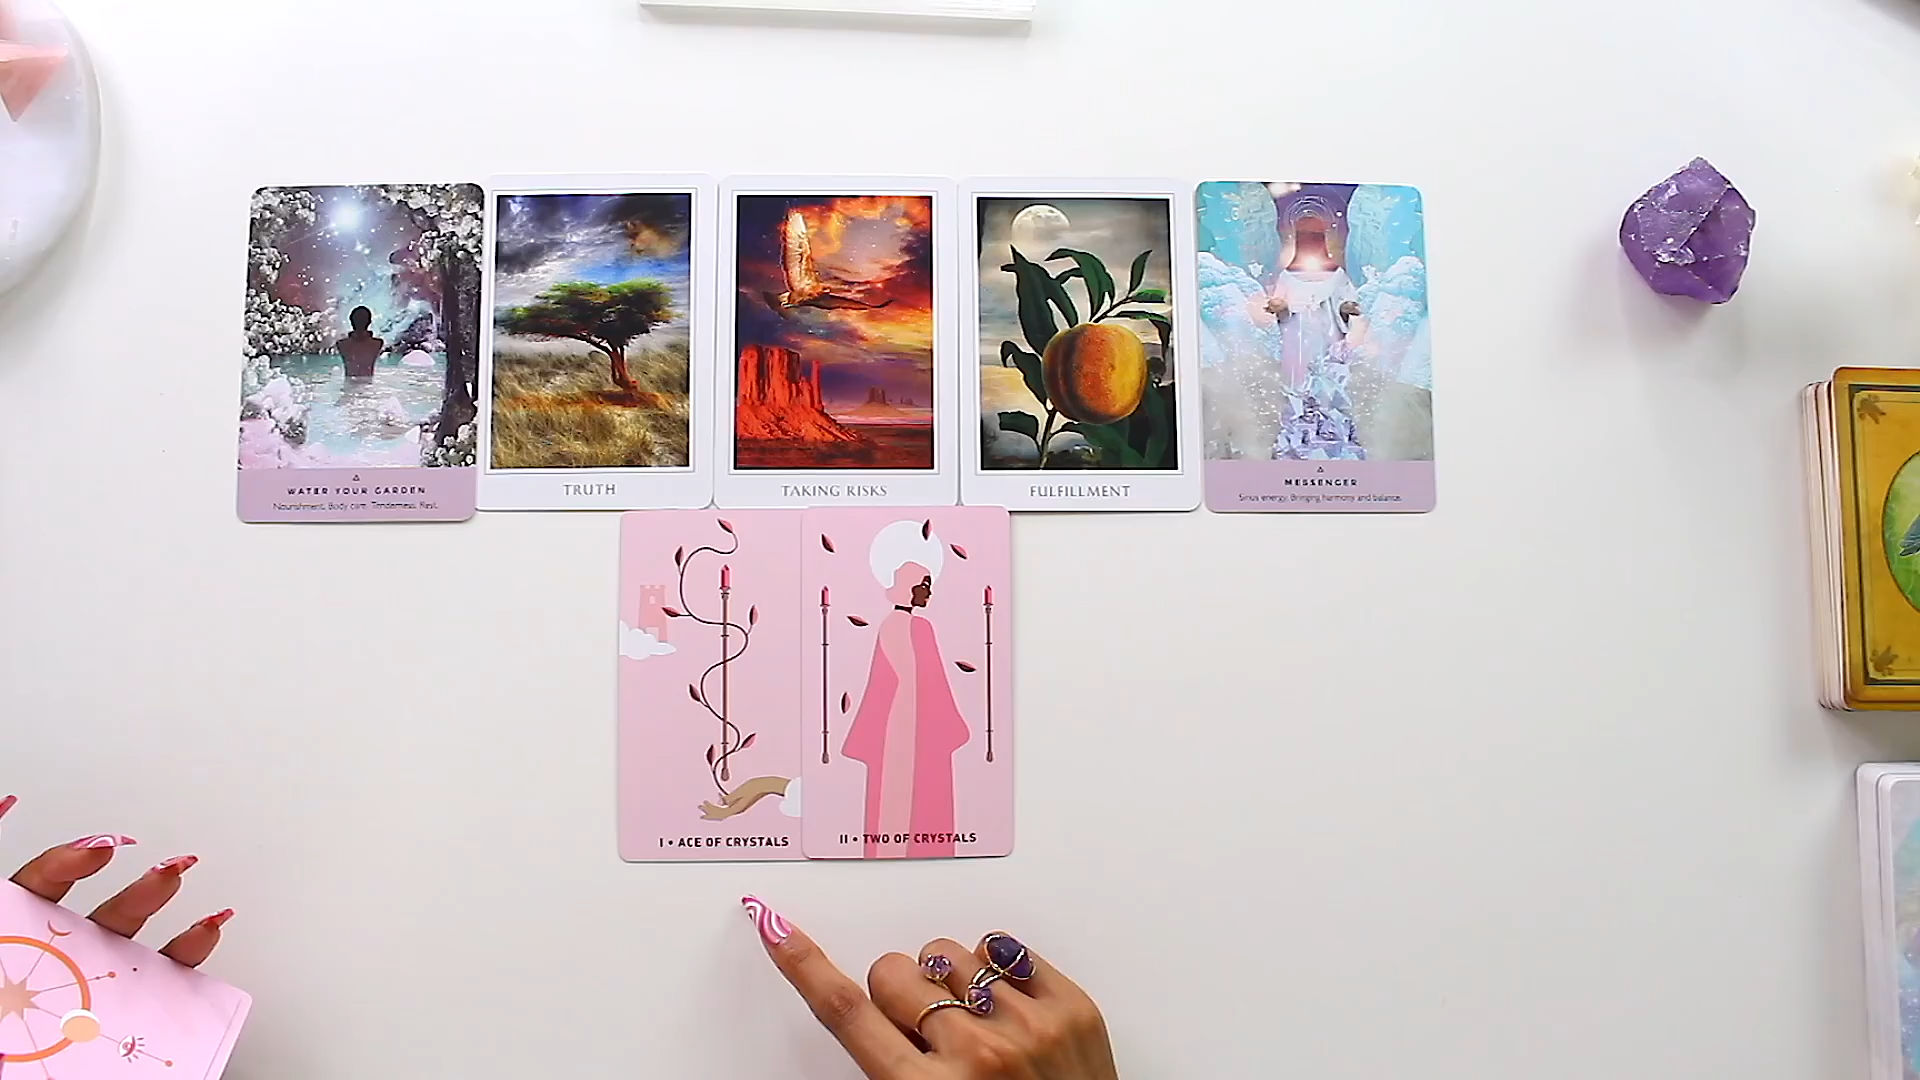 WATER YOUR GARDEN
Nourishment. Body care. Tenderness. Rest.
TRUTH
TAKING RISKS
FULFILLMENT
MESSENGER
Sirius energy. Bringing harmony and balance.
I • ACE OF CRYSTALS
II • TWO OF CRYSTALS